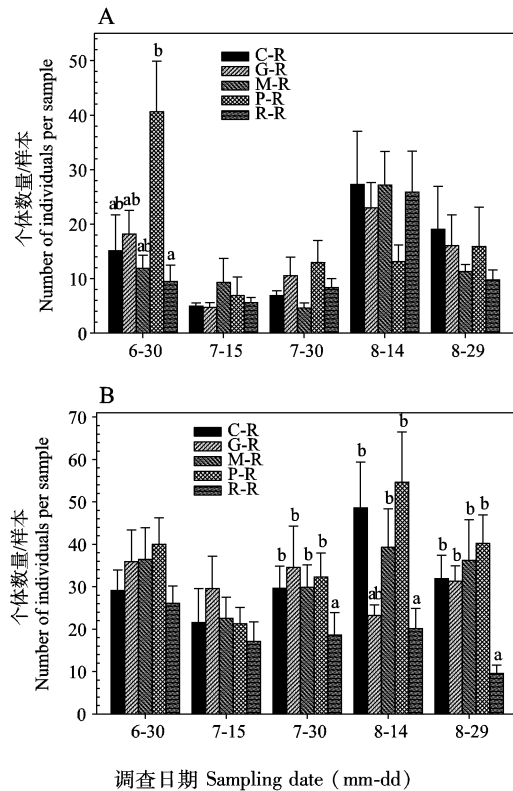 A
个体数量/样本
Number of individuals per sample
50
40
30
20
10
0
C-R
G-R
M-R
P-R
R-R
ab
ab
ab
b
a
6-30
7-15
7-30
8-14
8-29
B
个体数量/样本
Number of individuals per sample
70
60
50
40
30
20
10
0
C-R
G-R
M-R
P-R
R-R
b
b
b
b
a
b
ab
b
b
a
b
b
b
b
a
6-30
7-15
7-30
8-14
8-29
调查日期 Sampling date (mm-dd)